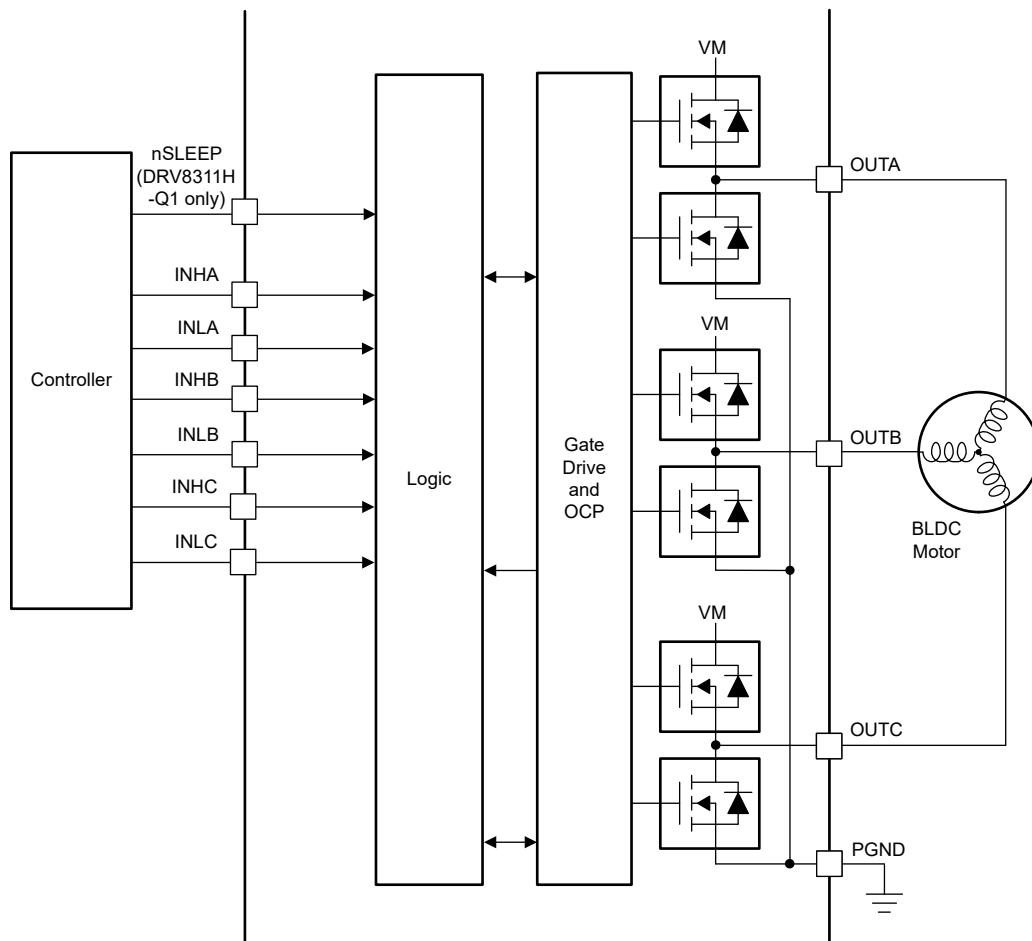 VM
nSLEEP
(DRV8311H
-Q1 only)
OUTA
INHA
INLA
VM
Controller
INHB
INLB
OUTB
Logic
Gate
Drive
and
OCP
INHC
BLDC
Motor
INLC
VM
OUTC
PGND